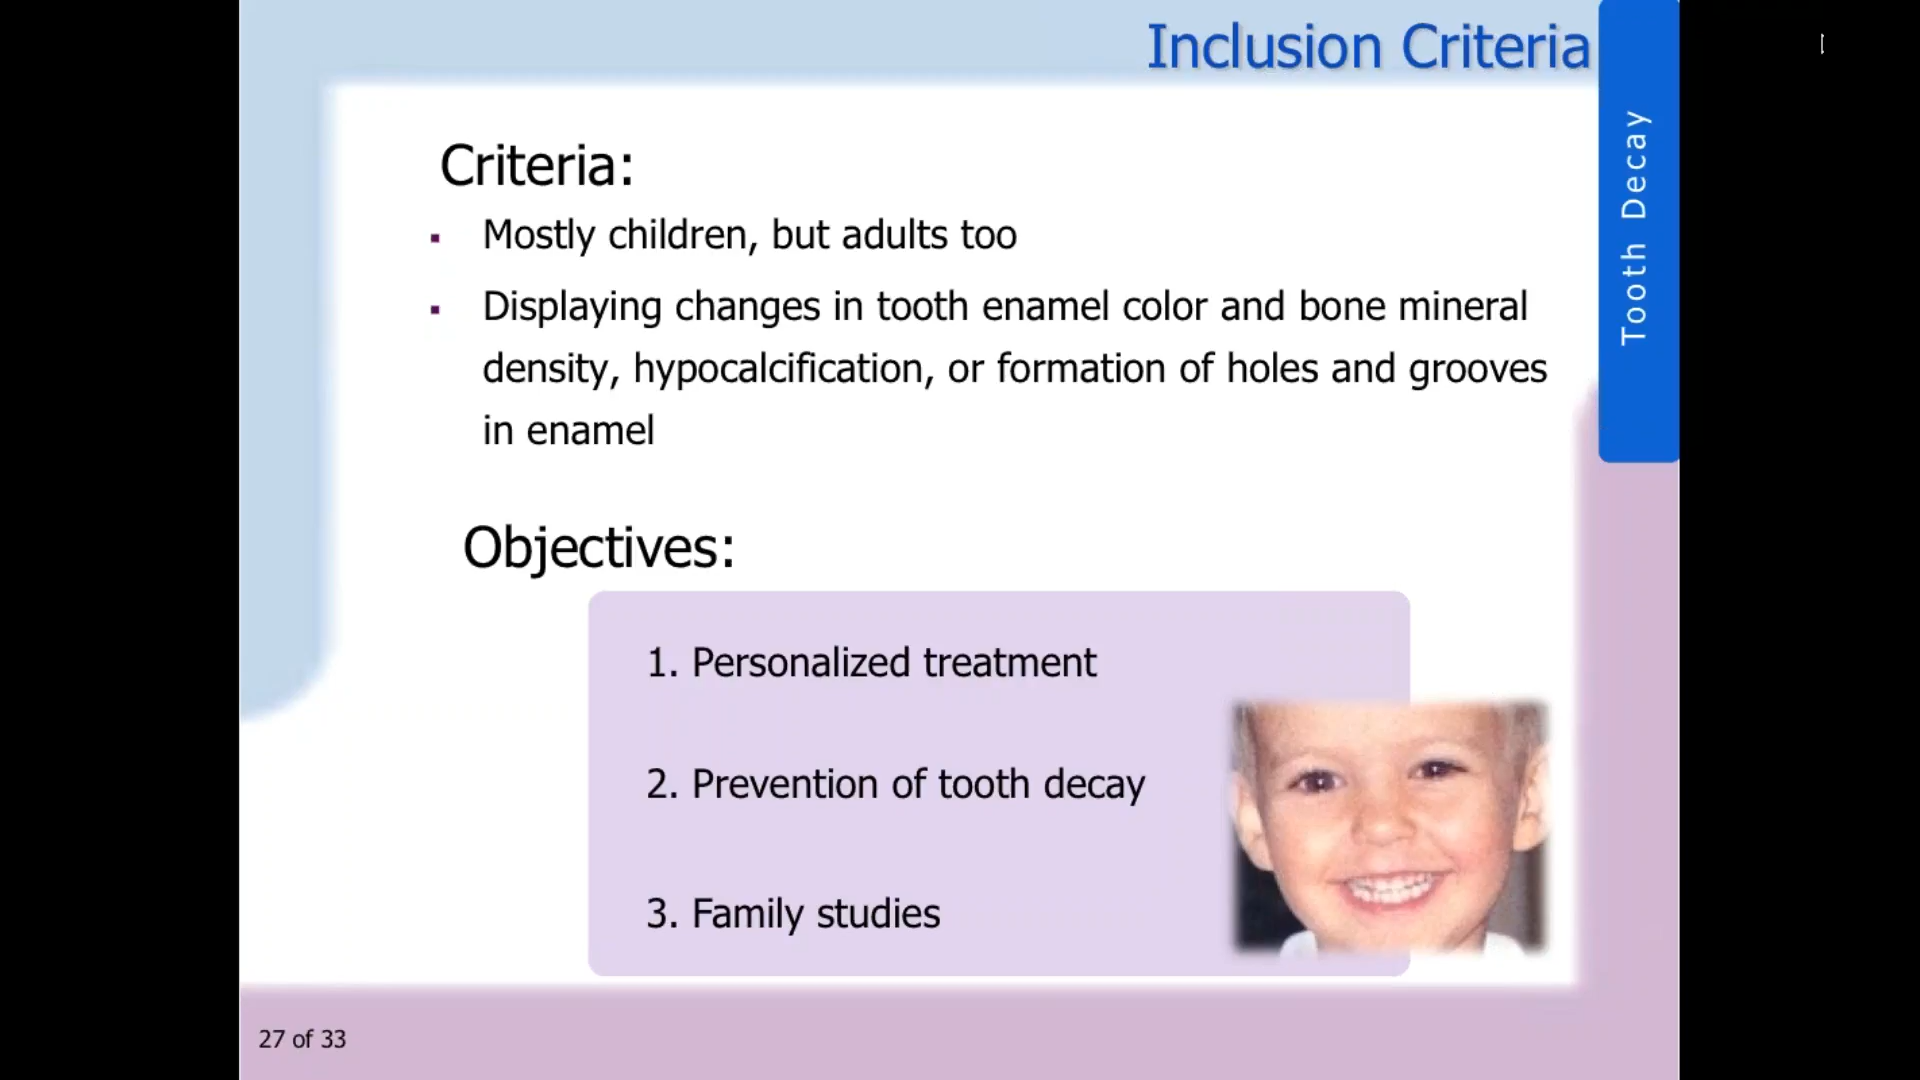 Inclusion Criteria
Tooth Decay
Criteria:
▪ Mostly children, but adults too
▪ Displaying changes in tooth enamel color and bone mineral
density, hypocalcification, or formation of holes and grooves
in enamel
Objectives:
1. Personalized treatment
2. Prevention of tooth decay
3. Family studies
27 of 33